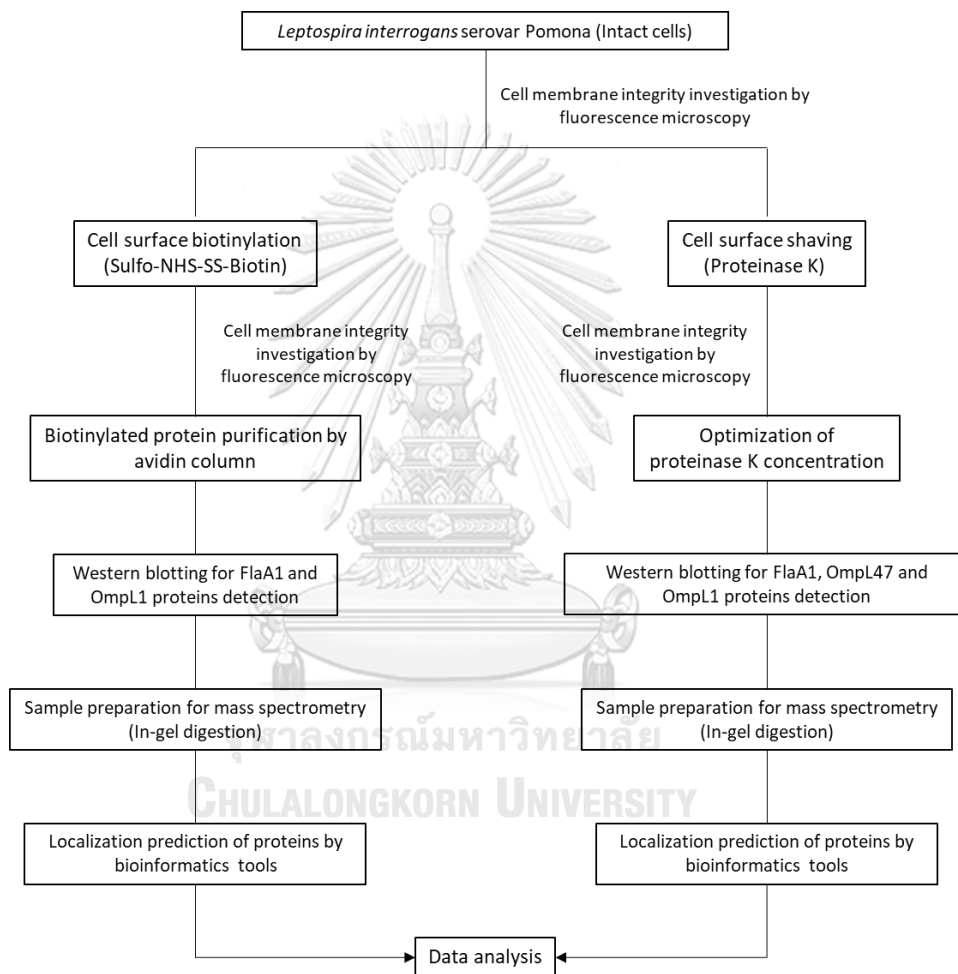 Leptospira interrogans serovar Pomona (Intact cells)
Cell membrane integrity investigation by
fluorescence microscopy
Cell surface biotinylation
(Sulfo-NHS-SS-Biotin)
Cell surface shaving
(Proteinase K)
Cell membrane integrity
investigation by
fluorescence microscopy
Cell membrane integrity
investigation by
fluorescence microscopy
Biotinylated protein purification by
avidin column
Optimization of
proteinase K concentration
Western blotting for FlaA1 and
OmpL1 proteins detection
Western blotting for FlaA1, OmpL47 and
OmpL1 proteins detection
Sample preparation for mass spectrometry
(In-gel digestion)
Sample preparation for mass spectrometry
(In-gel digestion)
จุฬาลงกรณ์มหาวิทยาลัย
CHULALONGKORN UNIVERSITY
Localization prediction of proteins by
bioinformatics tools
Localization prediction of proteins by
bioinformatics tools
Data analysis